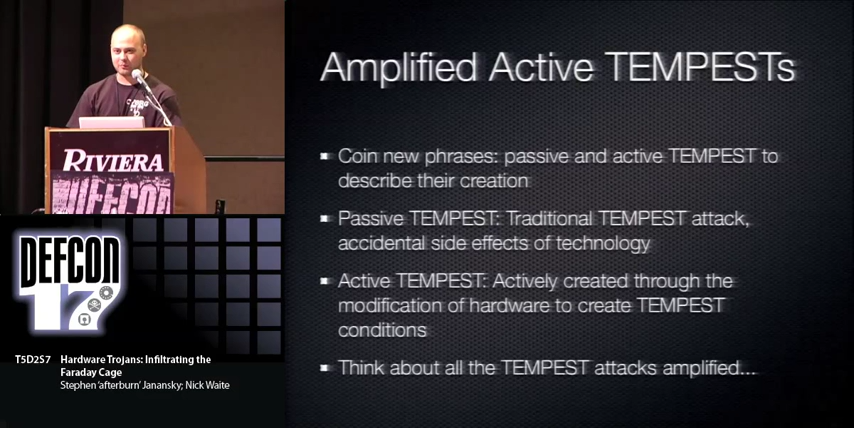 Amplified Active TEMPESTs
Coin new phrases: passive and active TEMPEST to
describe their creation
Passive TEMPEST: Traditional TEMPEST attack,
accidental side effects of technology
Active TEMPEST: Actively created through the
modification of hardware to create TEMPEST
conditions
Think about all the TEMPEST attacks amplified...
RIVIERA
DEFCON
DEFCON
17
T5D2S7 Hardware Trojans: Infiltrating the
Faraday Cage
Stephen 'afterburn' Janansky; Nick Waite